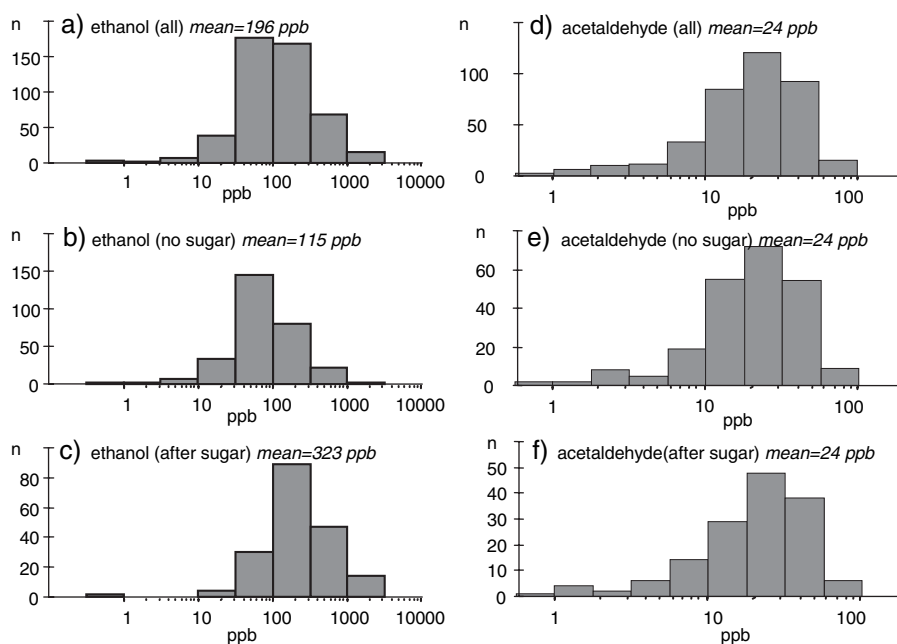 n
a) ethanol (all) mean=196 ppb
150
100
50
0
1 10 100 1000 10000
ppb
n
b) ethanol (no sugar) mean=115 ppb
150
100
50
0
1 10 100 1000 10000
ppb
n
c) ethanol (after sugar) mean=323 ppb
80
60
40
20
0
1 10 100 1000 10000
ppb
n
d) acetaldehyde (all) mean=24 ppb
100
50
0
1 10 100
ppb
n
e) acetaldehyde (no sugar) mean=24 ppb
60
40
20
0
1 10 100
ppb
n
f) acetaldehyde(after sugar) mean=24 ppb
50
40
30
20
10
0
1 10 100
ppb